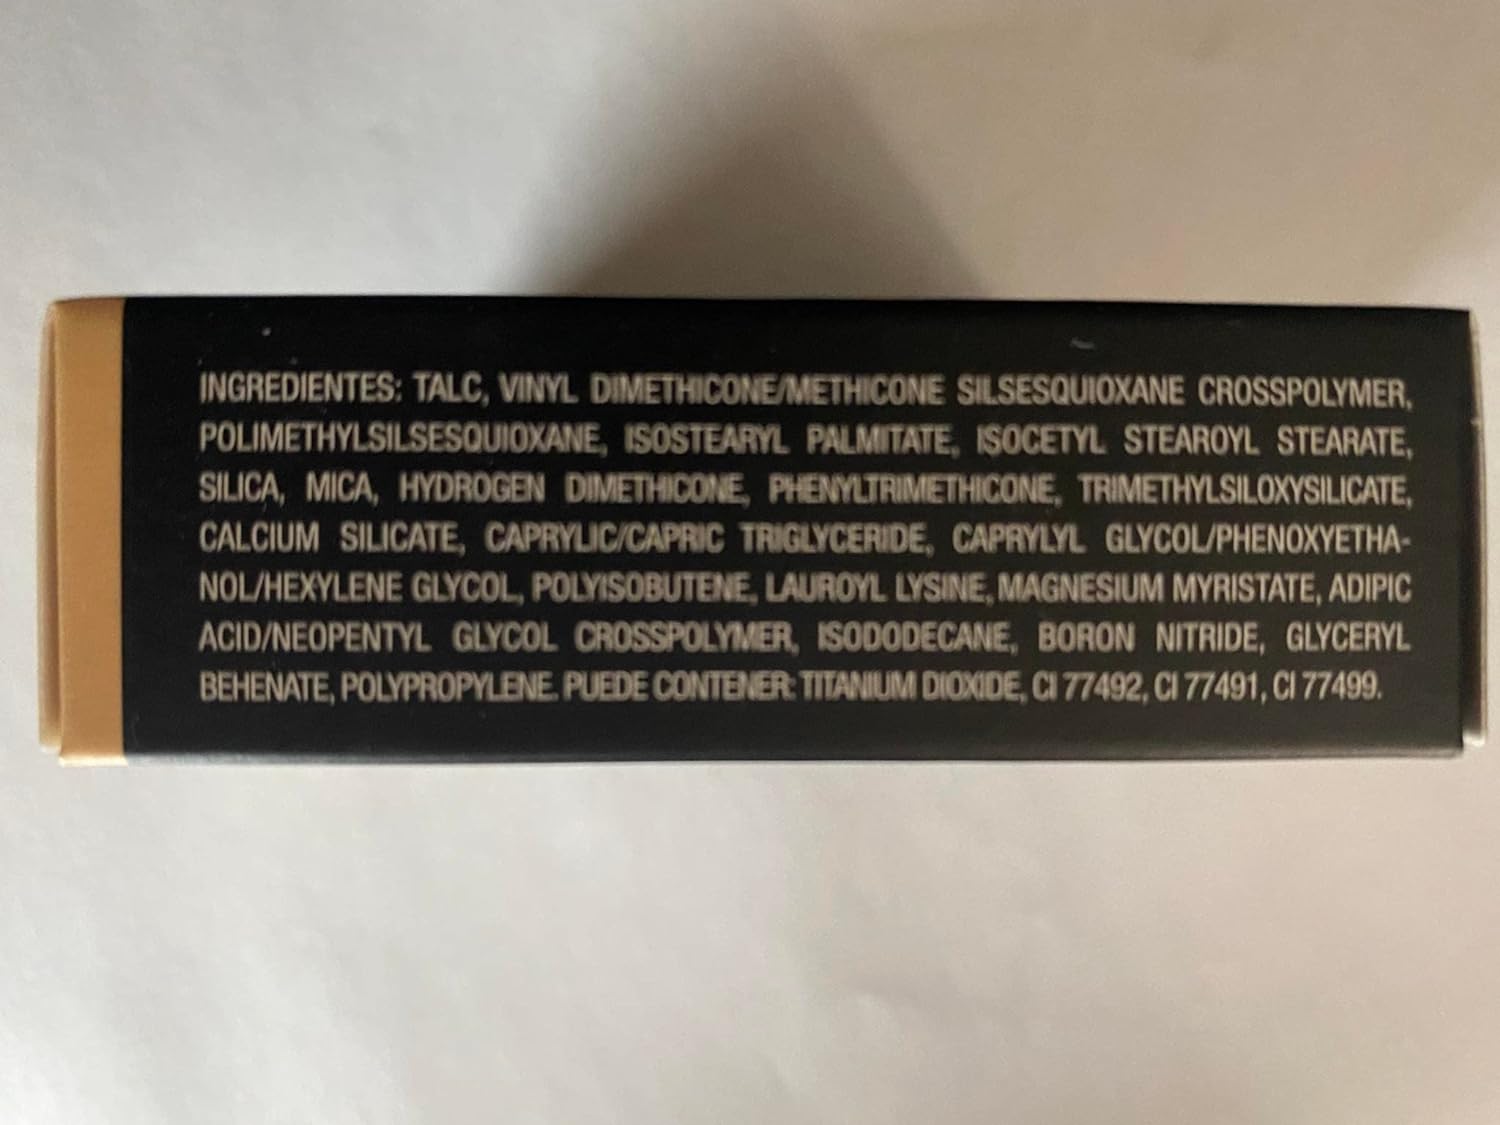 INGREDIENTES: TALC, VINYL DIMETHICONE/METHICONE SILSESQUIOXANE CROSSPOLYMER,
POLIMETHYLSILSESQUIOXANE, ISOSTEARYL PALMITATE, ISOCETYL STEAROYL STEARATE,
SILICA, MICA, HYDROGEN DIMETHICONE, PHENYLTRIMETHICONE, TRIMETHYLSILOXYSILICATE,
CALCIUM SILICATE, CAPRYLIC/CAPRIC TRIGLYCERIDE, CAPRYLYL GLYCOL/PHENOXYETHA-
NOL/HEXYLENE GLYCOL, POLYISOBUTENE, LAUROYL LYSINE, MAGNESIUM MYRISTATE, ADIPIC
ACID/NEOPENTYL GLYCOL CROSSPOLYMER, ISODODECANE, BORON NITRIDE, GLYCERYL
BEHENATE, POLYPROPYLENE. PUEDE CONTENER: TITANIUM DIOXIDE, CI 77492, CI 77491, CI 77499.